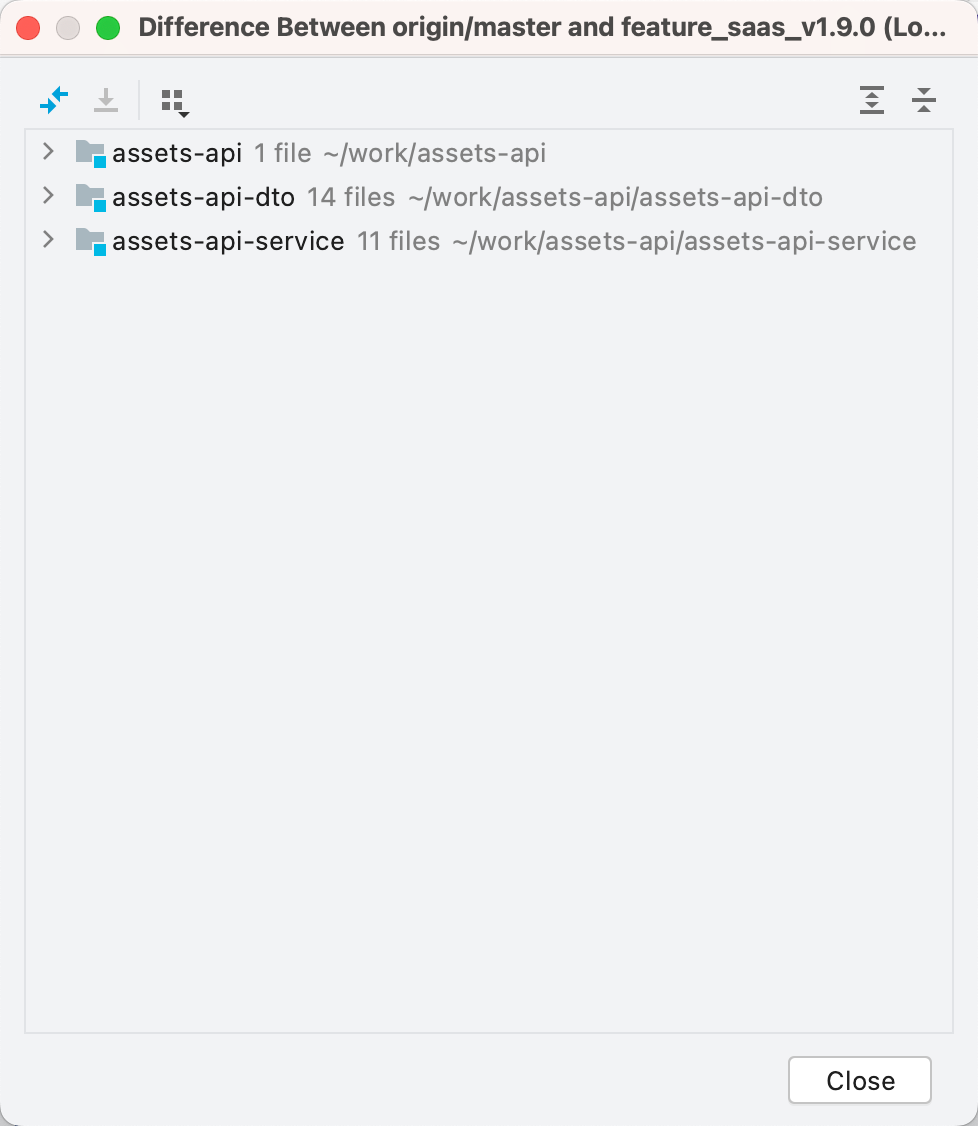 Difference Between origin/master and feature_saas_v1.9.0 (Lo...
assets-api 1 file ~/work/assets-api
assets-api-dto 14 files ~/work/assets-api/assets-api-dto
assets-api-service 11 files ~/work/assets-api/assets-api-service
Close